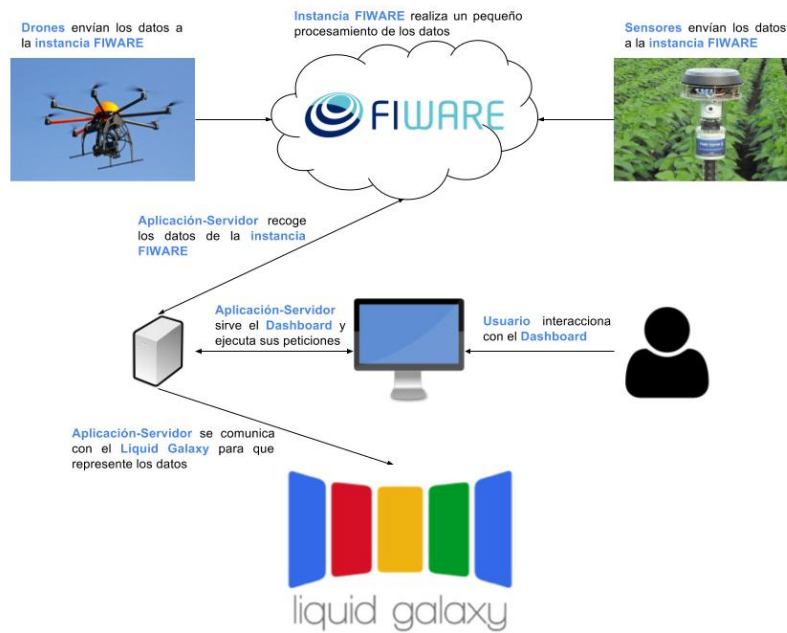 Drones envían los datos a
la instancia FIWARE
Instancia FIWARE realiza un pequeño
procesamiento de los datos
Sensores envían los datos
a la instancia FIWARE
FIWARE
Aplicación-Servidor recoge
los datos de la instancia
FIWARE
Aplicación-Servidor
sirve el Dashboard y
ejecuta sus peticiones
Usuario interacciona
con el Dashboard
Aplicación-Servidor se comunica
con el Liquid Galaxy para que
represente los datos
liquid galaxy